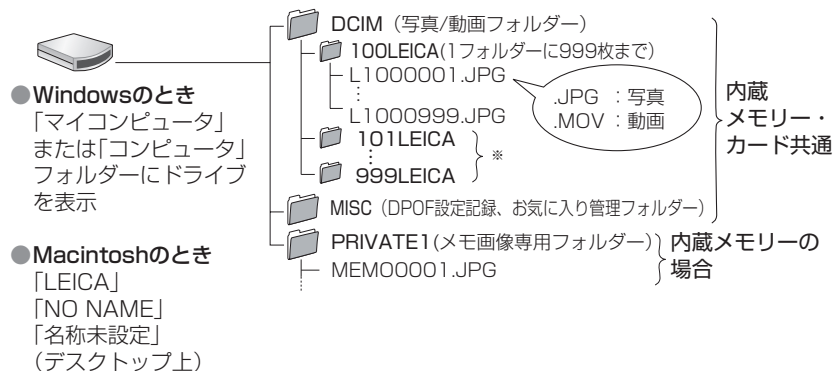 ●Windowsのとき
「マイコンピュータ」
または「コンピュータ」
フォルダーにドライブ
を表示
●Macintoshのとき
「LEICA」
「NO NAME」
「名称未設定」
（デスクトップ上）
DCIM（写真/動画フォルダー）
100LEICA(1フォルダーに999枚まで)
L1000001.JPG
⋮
L1000999.JPG
101LEICA
⋮
999LEICA
※
.JPG ：写真
.MOV ：動画
MISC（DPOF設定記録、お気に入り管理フォルダー）
PRIVATE1(メモ画像専用フォルダー)
MEM00001.JPG
内蔵
メモリー・
カード共通
内蔵メモリーの
場合